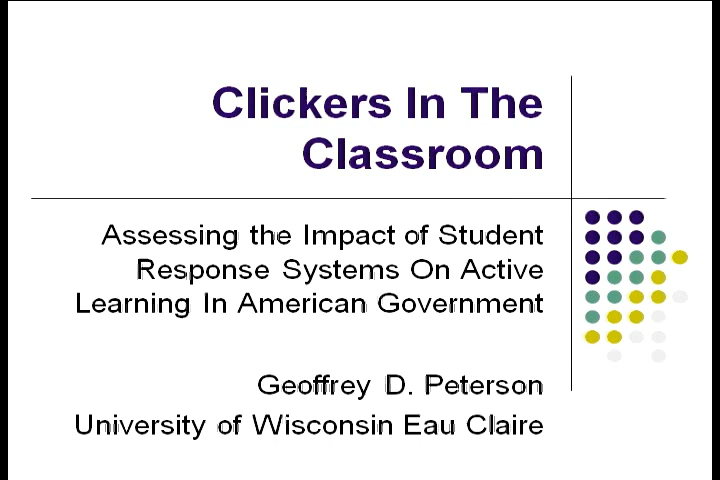 Clickers In The
Classroom
Assessing the Impact of Student
Response Systems On Active
Learning In American Government
Geoffrey D. Peterson
University of Wisconsin Eau Claire